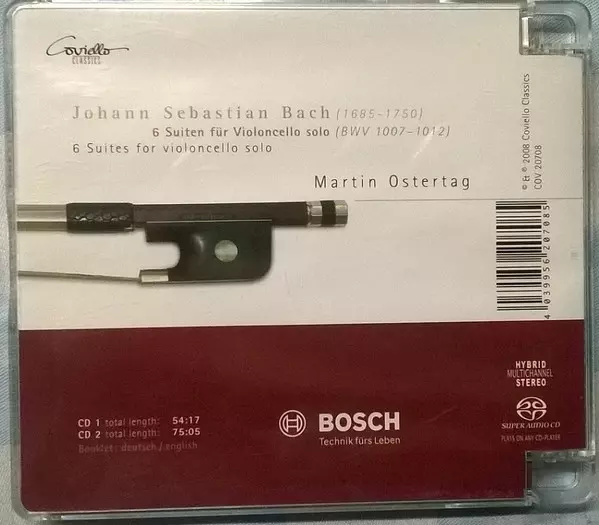 Coviello
CLASSICS
Johann Sebastian Bach (1685-1750)
6 Suiten für Violoncello solo (BWV 1007-1012)
6 Suites for violoncello solo
Martin Ostertag
℗ & © 2008 Coviello Classics
COV 20708
4 039956 207085
CD 1 total length: 54:17
CD 2 total length: 75:05
Booklet: deutsch / english
BOSCH
Technik fürs Leben
HYBRID
MULTICHANNEL
STEREO
SUPER AUDIO CD
PLAYS ON ANY CD-PLAYER